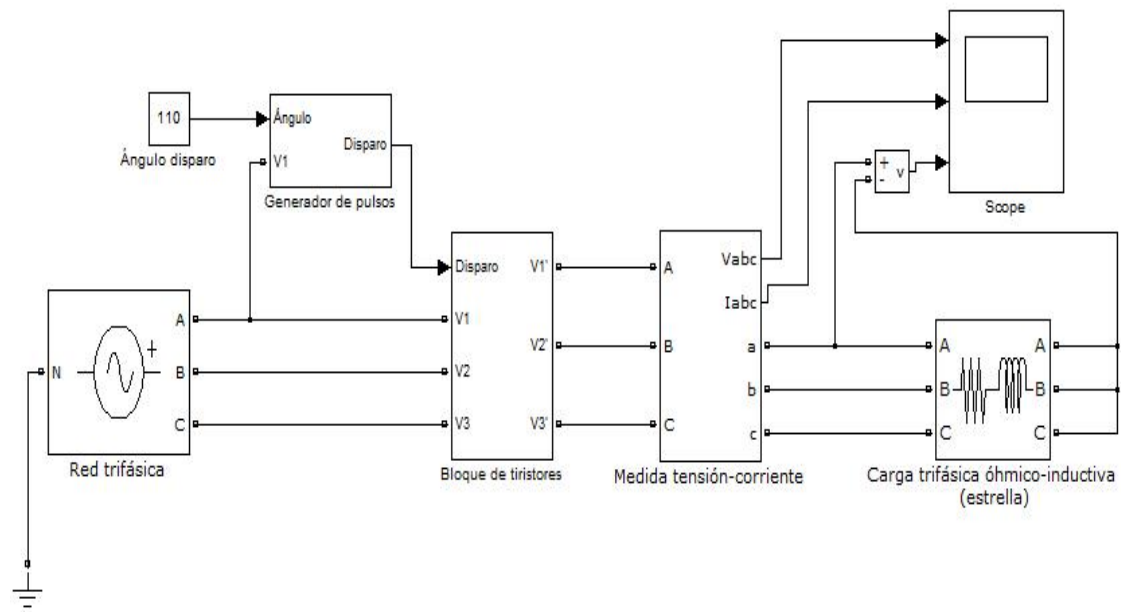 110
Ángulo disparo
Ángulo
Disparo
V1
Generador de pulsos
Scope
+
-
v
Disparo
V1
V2
V3
V1'
V2'
V3'
Bloque de tiristores
N
+
A
B
C
Red trifásica
A
B
C
Vabc
Iabc
a
b
c
Medida tensión-corriente
A
B
C
A
B
C
Carga trifásica óhmico-inductiva
(estrella)